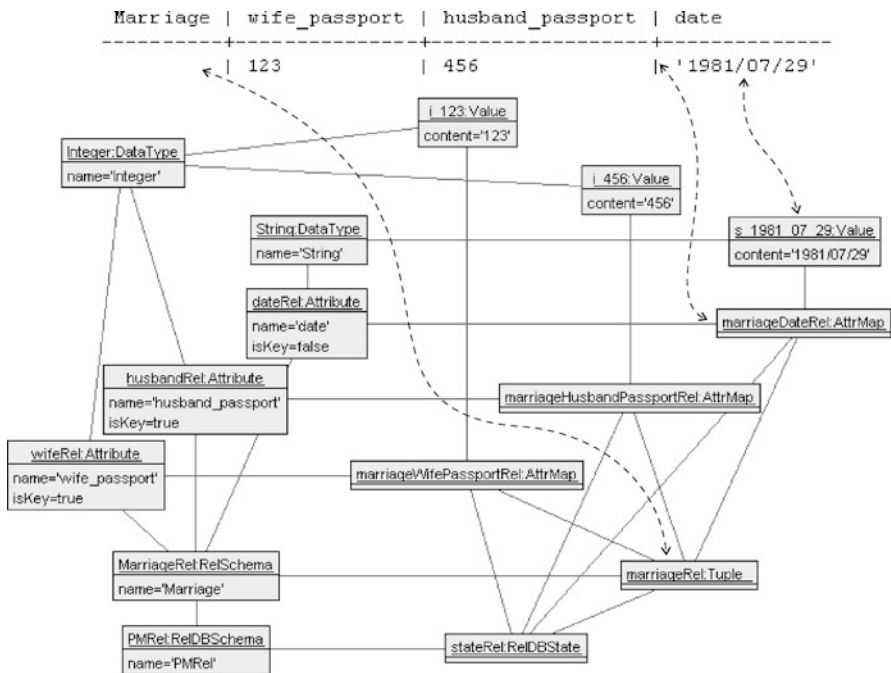 Marriage | wife_passport | husband_passport | date
| 123 | 456 | '1981/07/29'
i_123:Value
content='123'
Integer:DataType
name='Integer'
i_456:Value
content='456'
String:DataType
name='String'
s_1981_07_29:Value
content='1981/07/29'
dateRel:Attribute
name='date'
isKey=false
marriageDateRel:AttrMap
husbandRel:Attribute
name='husband_passport'
isKey=true
marriageHusbandPassportRel:AttrMap
wifeRel:Attribute
name='wife_passport'
isKey=true
marriageWifePassportRel:AttrMap
MarriageRel:RelSchema
name='Marriage'
marriageRel:Tuple
PMRel:RelDBSchema
name='PMRel'
stateRel:RelDBState